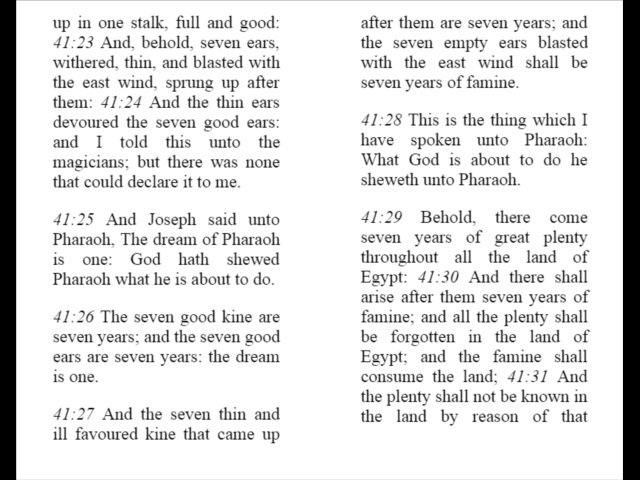 up in one stalk, full and good:
41:23 And, behold, seven ears,
withered, thin, and blasted with
the east wind, sprung up after
them: 41:24 And the thin ears
devoured the seven good ears:
and I told this unto the
magicians; but there was none
that could declare it to me.
41:25 And Joseph said unto
Pharaoh, The dream of Pharaoh
is one: God hath shewed
Pharaoh what he is about to do.
41:26 The seven good kine are
seven years; and the seven good
ears are seven years: the dream
is one.
41:27 And the seven thin and
ill favoured kine that came up
after them are seven years; and
the seven empty ears blasted
with the east wind shall be
seven years of famine.
41:28 This is the thing which I
have spoken unto Pharaoh:
What God is about to do he
sheweth unto Pharaoh.
41:29 Behold, there come
seven years of great plenty
throughout all the land of
Egypt: 41:30 And there shall
arise after them seven years of
famine; and all the plenty shall
be forgotten in the land of
Egypt; and the famine shall
consume the land; 41:31 And
the plenty shall not be known in
the land by reason of that